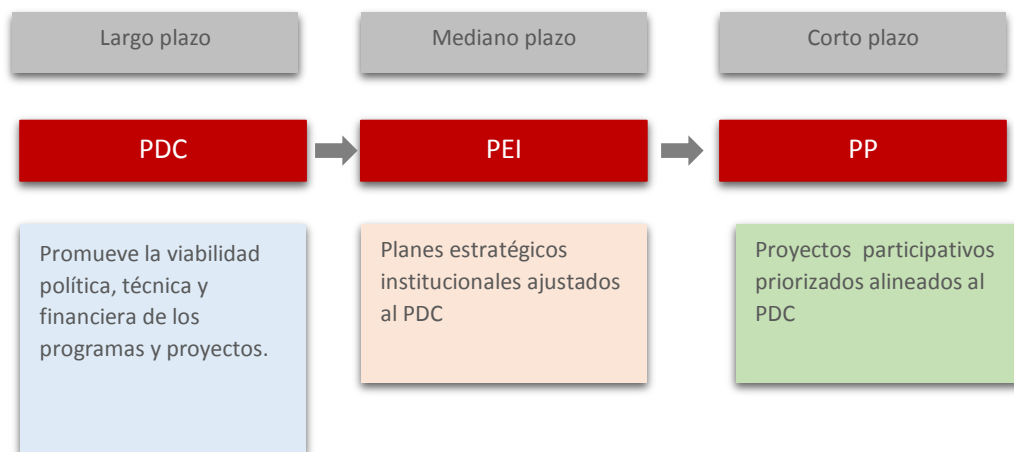 Largo plazo
Mediano plazo
Corto plazo
PDC
PEI
PP
Promueve la viabilidad
política, técnica y
financiera de los
programas y proyectos.
Planes estratégicos
institucionales ajustados
al PDC
Proyectos participativos
priorizados alineados al
PDC